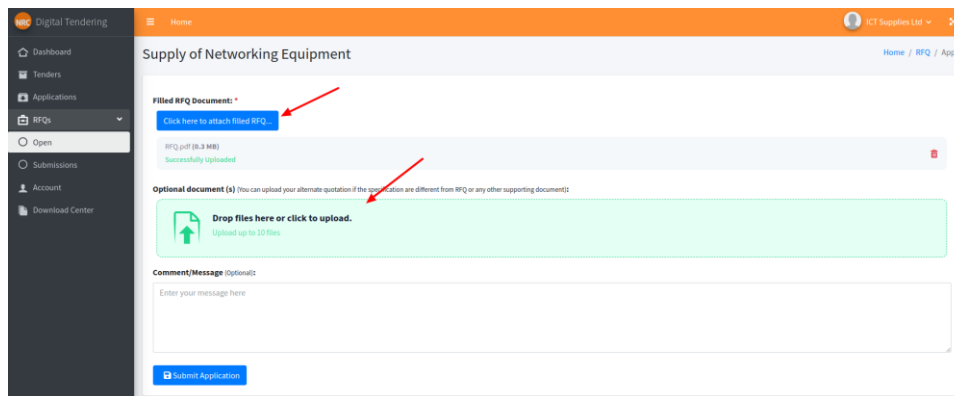 NRC Digital Tendering
Home
ICT Supplies Ltd
Dashboard
Tenders
Applications
RFQs
Open
Submissions
Account
Download Center
Supply of Networking Equipment
Home / RFQ / App
Filled RFQ Document: *
Click here to attach filled RFQ...
RFQ.pdf (0.3 MB)
Successfully Uploaded
Optional document (s) (You can upload your alternate quotation if the specification are different from RFQ or any other supporting document):
Drop files here or click to upload.
Upload up to 10 files
Comment/Message (Optional):
Enter your message here
Submit Application